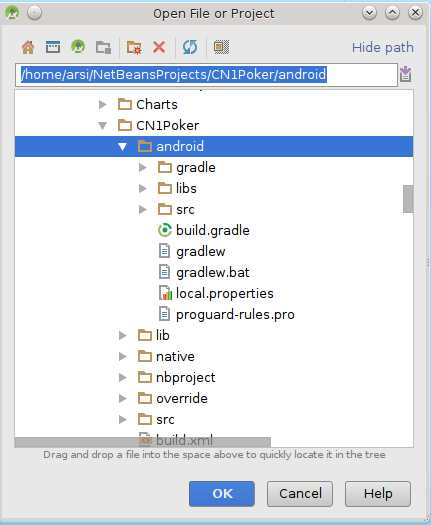 Open File or Project
Hide path
/home/arsi/NetBeansProjects/CN1Poker/android
Charts
CN1Poker
android
gradle
libs
src
build.gradle
gradlew
gradlew.bat
local.properties
proguard-rules.pro
lib
native
nbproject
override
src
build.xml
Drag and drop a file into the space above to quickly locate it in the tree
OK
Cancel
Help